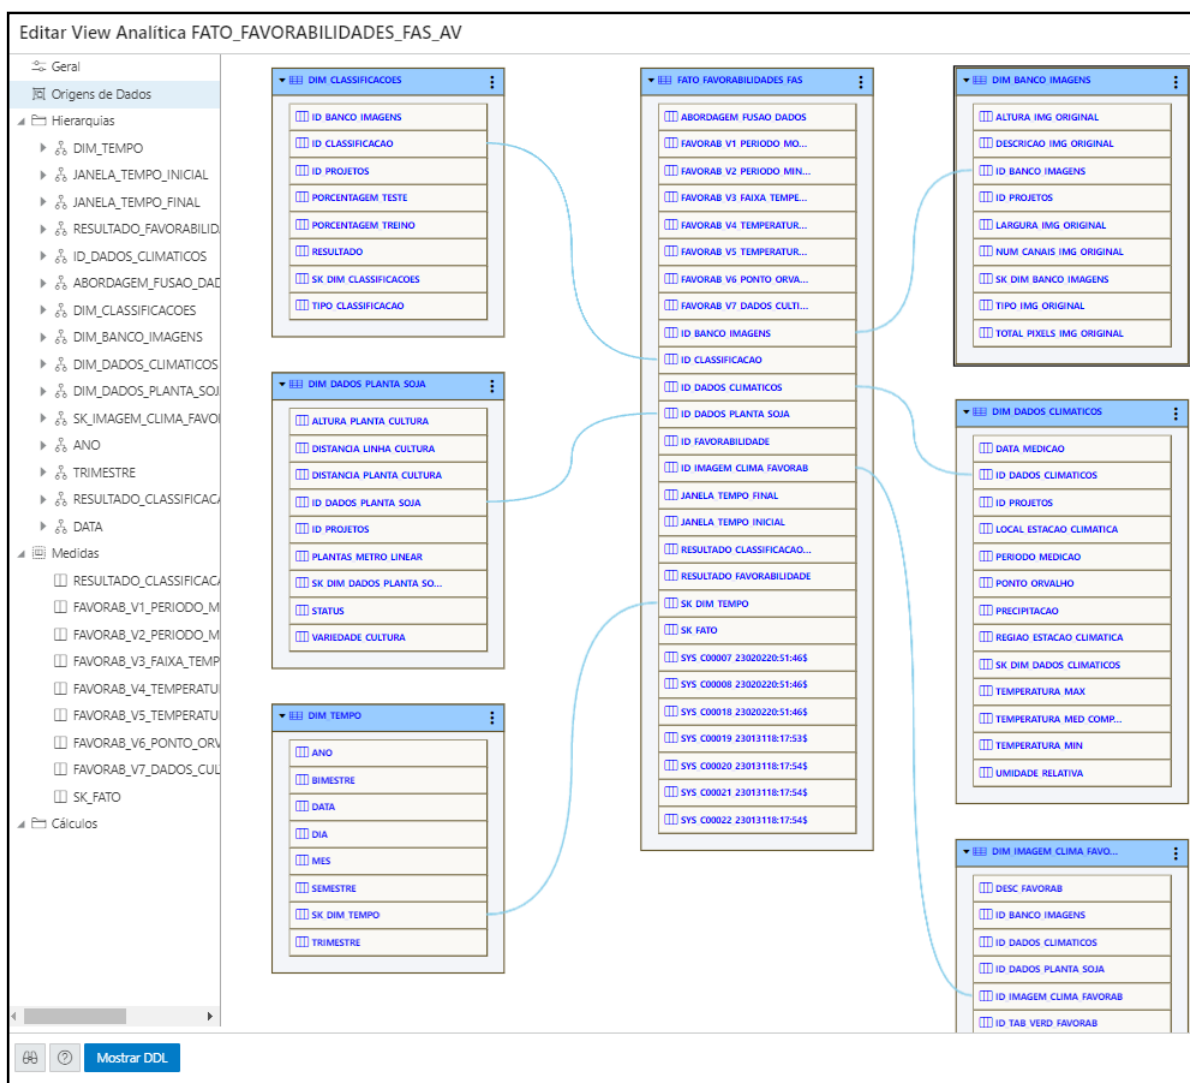 Editar View Analítica FATO_FAVORABILIDADES_FAS_AV
Geral
Origens de Dados
Hierarquias
DIM_TEMPO
JANELA_TEMPO_INICIAL
JANELA_TEMPO_FINAL
RESULTADO_FAVORABILID
ID_DADOS_CLIMATICOS
ABORDAGEM_FUSAO_DAD
DIM_CLASSIFICACOES
DIM_BANCO_IMAGENS
DIM_DADOS_CLIMATICOS
DIM_DADOS_PLANTA_SOJ
SK_IMAGEM_CLIMA_FAVO
ANO
TRIMESTRE
RESULTADO_CLASSIFICAC
DATA
Medidas
RESULTADO_CLASSIFICAC
FAVORAB_V1_PERIODO_M
FAVORAB_V2_PERIODO_M
FAVORAB_V3_FAIXA_TEMP
FAVORAB_V4_TEMPERATU
FAVORAB_V5_TEMPERATU
FAVORAB_V6_PONTO_ORV
FAVORAB_V7_DADOS_CUL
SK_FATO
Cálculos
DIM_CLASSIFICACOES
ID BANCO IMAGENS
ID CLASSIFICACAO
ID PROJETOS
PORCENTAGEM TESTE
PORCENTAGEM TREINO
RESULTADO
SK DIM CLASSIFICACOES
TIPO CLASSIFICACAO
DIM DADOS PLANTA SOJA
ALTURA PLANTA CULTURA
DISTANCIA LINHA CULTURA
DISTANCIA PLANTA CULTURA
ID DADOS PLANTA SOJA
ID PROJETOS
PLANTAS METRO LINEAR
SK DIM DADOS PLANTA SO...
STATUS
VARIEDADE CULTURA
DIM_TEMPO
ANO
BIMESTRE
DATA
DIA
MES
SEMESTRE
SK DIM TEMPO
TRIMESTRE
FATO FAVORABILIDADES FAS
ABORDAGEM FUSAO DADOS
FAVORAB V1 PERIODO MO...
FAVORAB V2 PERIODO MIN...
FAVORAB V3 FAIXA TEMPE...
FAVORAB V4 TEMPERATUR...
FAVORAB V5 TEMPERATUR...
FAVORAB V6 PONTO ORVA...
FAVORAB V7 DADOS CULTI...
ID BANCO IMAGENS
ID CLASSIFICACAO
ID DADOS CLIMATICOS
ID DADOS PLANTA SOJA
ID FAVORABILIDADE
ID IMAGEM CLIMA FAVORAB
JANELA TEMPO FINAL
JANELA TEMPO INICIAL
RESULTADO CLASSIFICACAO...
RESULTADO FAVORABILIDADE
SK DIM TEMPO
SK FATO
SYS C00007 23020220:51:46$
SYS C00008 23020220:51:46$
SYS C00018 23020220:51:46$
SYS C00019 23013118:17:53$
SYS C00020 23013118:17:54$
SYS C00021 23013118:17:54$
SYS C00022 23013118:17:54$
DIM BANCO IMAGENS
ALTURA IMG ORIGINAL
DESCRICAO IMG ORIGINAL
ID BANCO IMAGENS
ID PROJETOS
LARGURA IMG ORIGINAL
NUM CANAIS IMG ORIGINAL
SK DIM BANCO IMAGENS
TIPO IMG ORIGINAL
TOTAL PIXELS IMG ORIGINAL
DIM DADOS CLIMATICOS
DATA MEDICAO
ID DADOS CLIMATICOS
ID PROJETOS
LOCAL ESTACAO CLIMATICA
PERIODO MEDICAO
PONTO ORVALHO
PRECIPITACAO
REGIAO ESTACAO CLIMATICA
SK DIM DADOS CLIMATICOS
TEMPERATURA MAX
TEMPERATURA MED COMP...
TEMPERATURA MIN
UMIDADE RELATIVA
DIM_IMAGEM CLIMA FAVO...
DESC FAVORAB
ID BANCO IMAGENS
ID DADOS CLIMATICOS
ID DADOS PLANTA SOJA
ID IMAGEM CLIMA FAVORAB
ID TAB VERD FAVORAB
Mostrar DDL